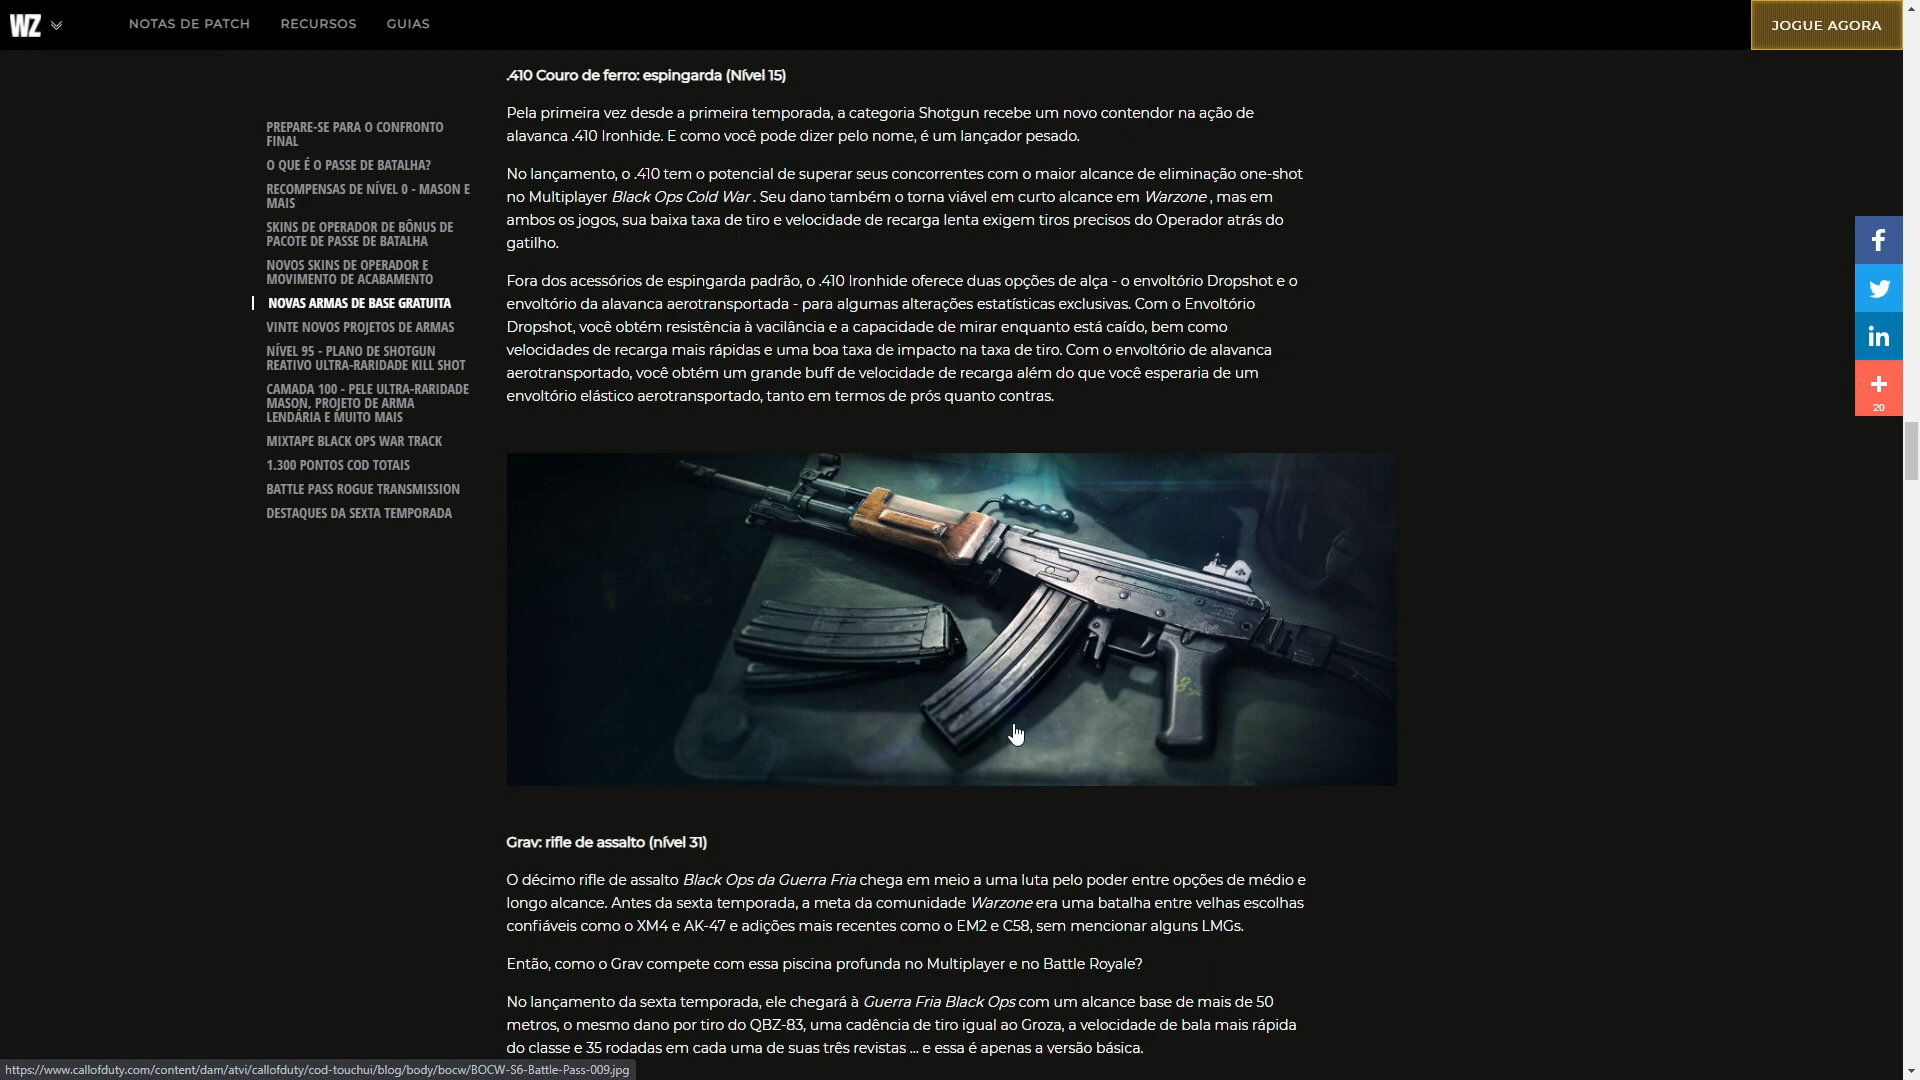 WZ
NOTAS DE PATCH
RECURSOS
GUIAS
JOGUE AGORA
PREPARE-SE PARA O CONFRONTO
FINAL
O QUE É O PASSE DE BATALHA?
RECOMPENSAS DE NÍVEL 0 - MASON E
MAIS
SKINS DE OPERADOR DE BÔNUS DE
PACOTE DE PASSE DE BATALHA
NOVOS SKINS DE OPERADOR E
MOVIMENTO DE ACABAMENTO
NOVAS ARMAS DE BASE GRATUITA
VINTE NOVOS PROJETOS DE ARMAS
NÍVEL 95 - PLANO DE SHOTGUN
REATIVO ULTRA-RARIDADE KILL SHOT
CAMADA 100 - PELE ULTRA-RARIDADE
MASON, PROJETO DE ARMA
LENDÁRIA E MUITO MAIS
MIXTAPE BLACK OPS WAR TRACK
1.300 PONTOS COD TOTAIS
BATTLE PASS ROGUE TRANSMISSION
DESTAQUES DA SEXTA TEMPORADA
.410 Couro de ferro: espingarda (Nível 15)
Pela primeira vez desde a primeira temporada, a categoria Shotgun recebe um novo contendor na ação de
alavanca .410 Ironhide. E como você pode dizer pelo nome, é um lançador pesado.
No lançamento, o .410 tem o potencial de superar seus concorrentes com o maior alcance de eliminação one-shot
no Multiplayer Black Ops Cold War . Seu dano também o torna viável em curto alcance em Warzone , mas em
ambos os jogos, sua baixa taxa de tiro e velocidade de recarga lenta exigem tiros precisos do Operador atrás do
gatilho.
Fora dos acessórios de espingarda padrão, o .410 Ironhide oferece duas opções de alça - o envoltório Dropshot e o
envoltório da alavanca aerotransportada - para algumas alterações estatísticas exclusivas. Com o Envoltório
Dropshot, você obtém resistência à vacilância e a capacidade de mirar enquanto está caído, bem como
velocidades de recarga mais rápidas e uma boa taxa de impacto na taxa de tiro. Com o envoltório de alavanca
aerotransportado, você obtém um grande buff de velocidade de recarga além do que você esperaria de um
envoltório elástico aerotransportado, tanto em termos de prós quanto contras.
Grav: rifle de assalto (nível 31)
O décimo rifle de assalto Black Ops da Guerra Fria chega em meio a uma luta pelo poder entre opções de médio e
longo alcance. Antes da sexta temporada, a meta da comunidade Warzone era uma batalha entre velhas escolhas
confiáveis como o XM4 e AK-47 e adições mais recentes como o EM2 e C58, sem mencionar alguns LMGs.
Então, como o Grav compete com essa piscina profunda no Multiplayer e no Battle Royale?
No lançamento da sexta temporada, ele chegará à Guerra Fria Black Ops com um alcance base de mais de 50
metros, o mesmo dano por tiro do QBZ-83, uma cadência de tiro igual ao Groza, a velocidade de bala mais rápida
do classe e 35 rodadas em cada uma de suas três revistas ... e essa é apenas a versão básica.
20
https://www.callofduty.com/content/dam/atvi/callofduty/cod-touchui/blog/body/bocw/BOCW-S6-Battle-Pass-009.jpg